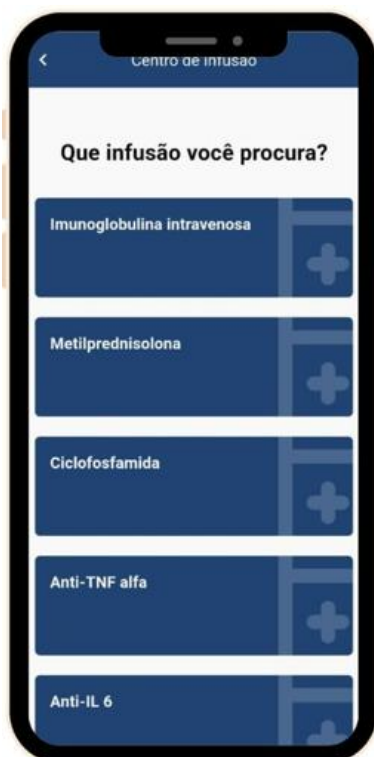 Centro de Infusão
Que infusão você procura?
Imunoglobulina intravenosa
Metilprednisolona
Ciclofosfamida
Anti-TNF alfa
Anti-IL 6